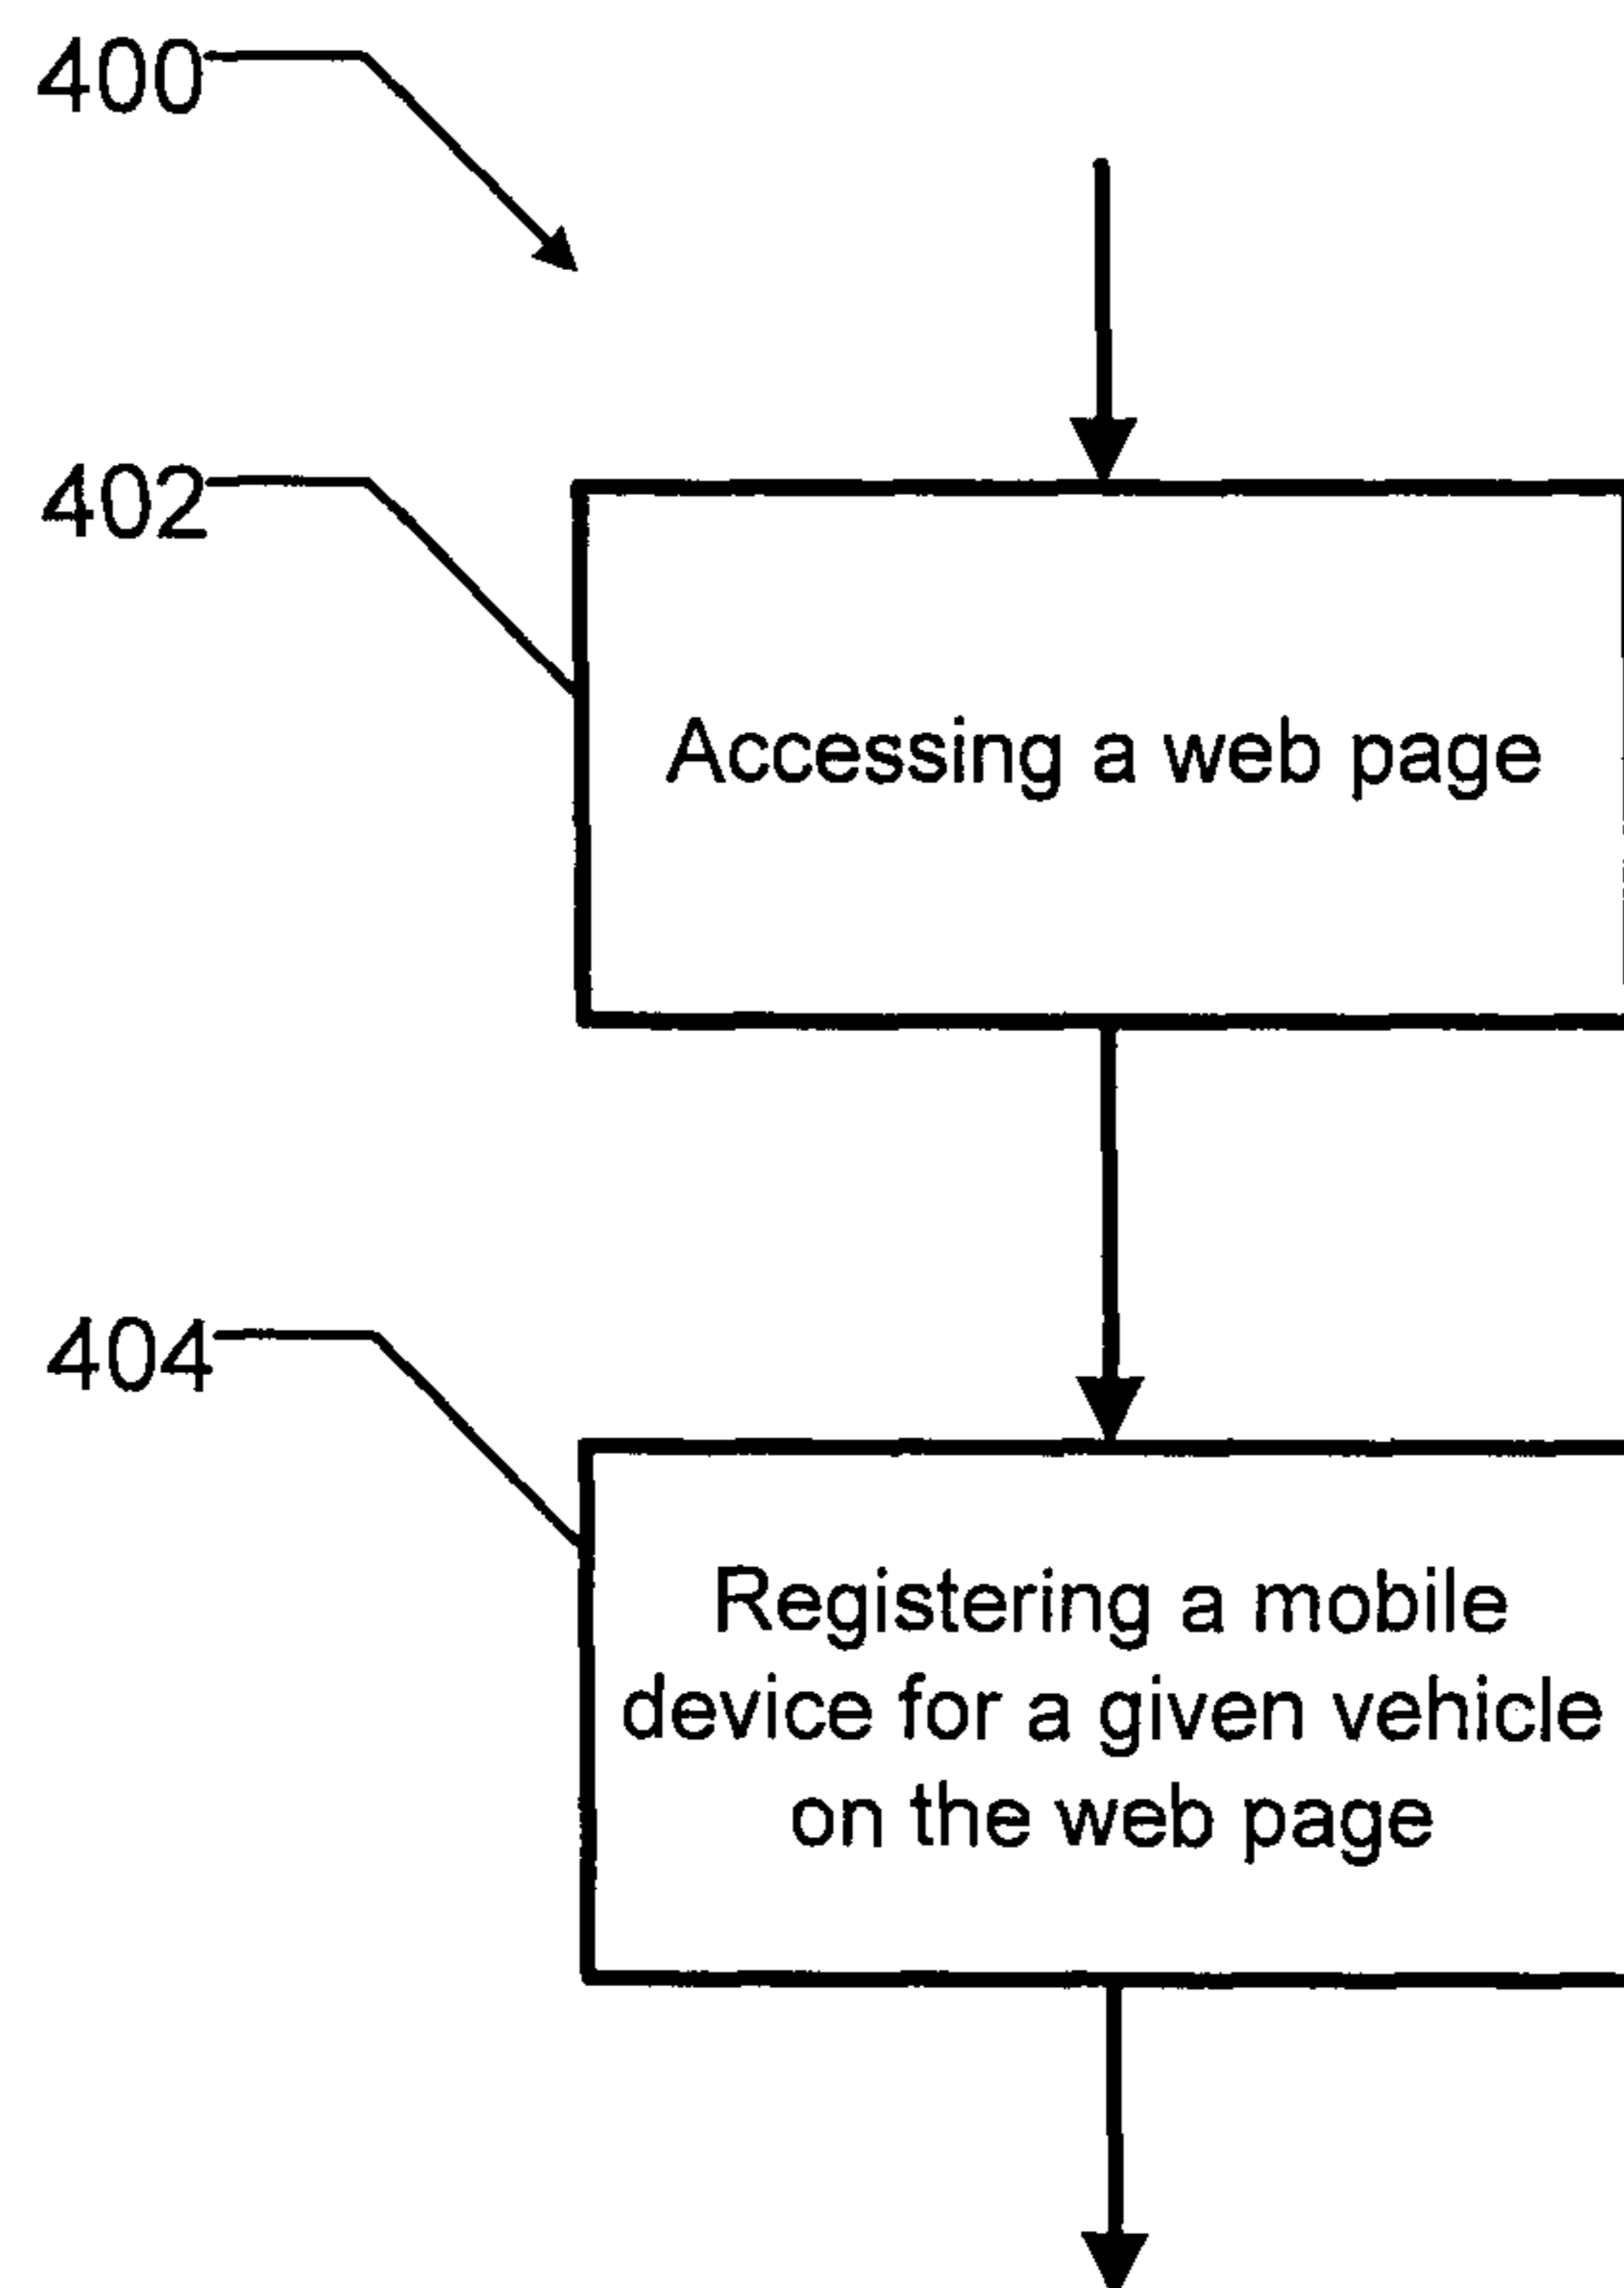 400
402
Accessing a web page
404
Registering a mobile
device for a given vehicle
on the web page